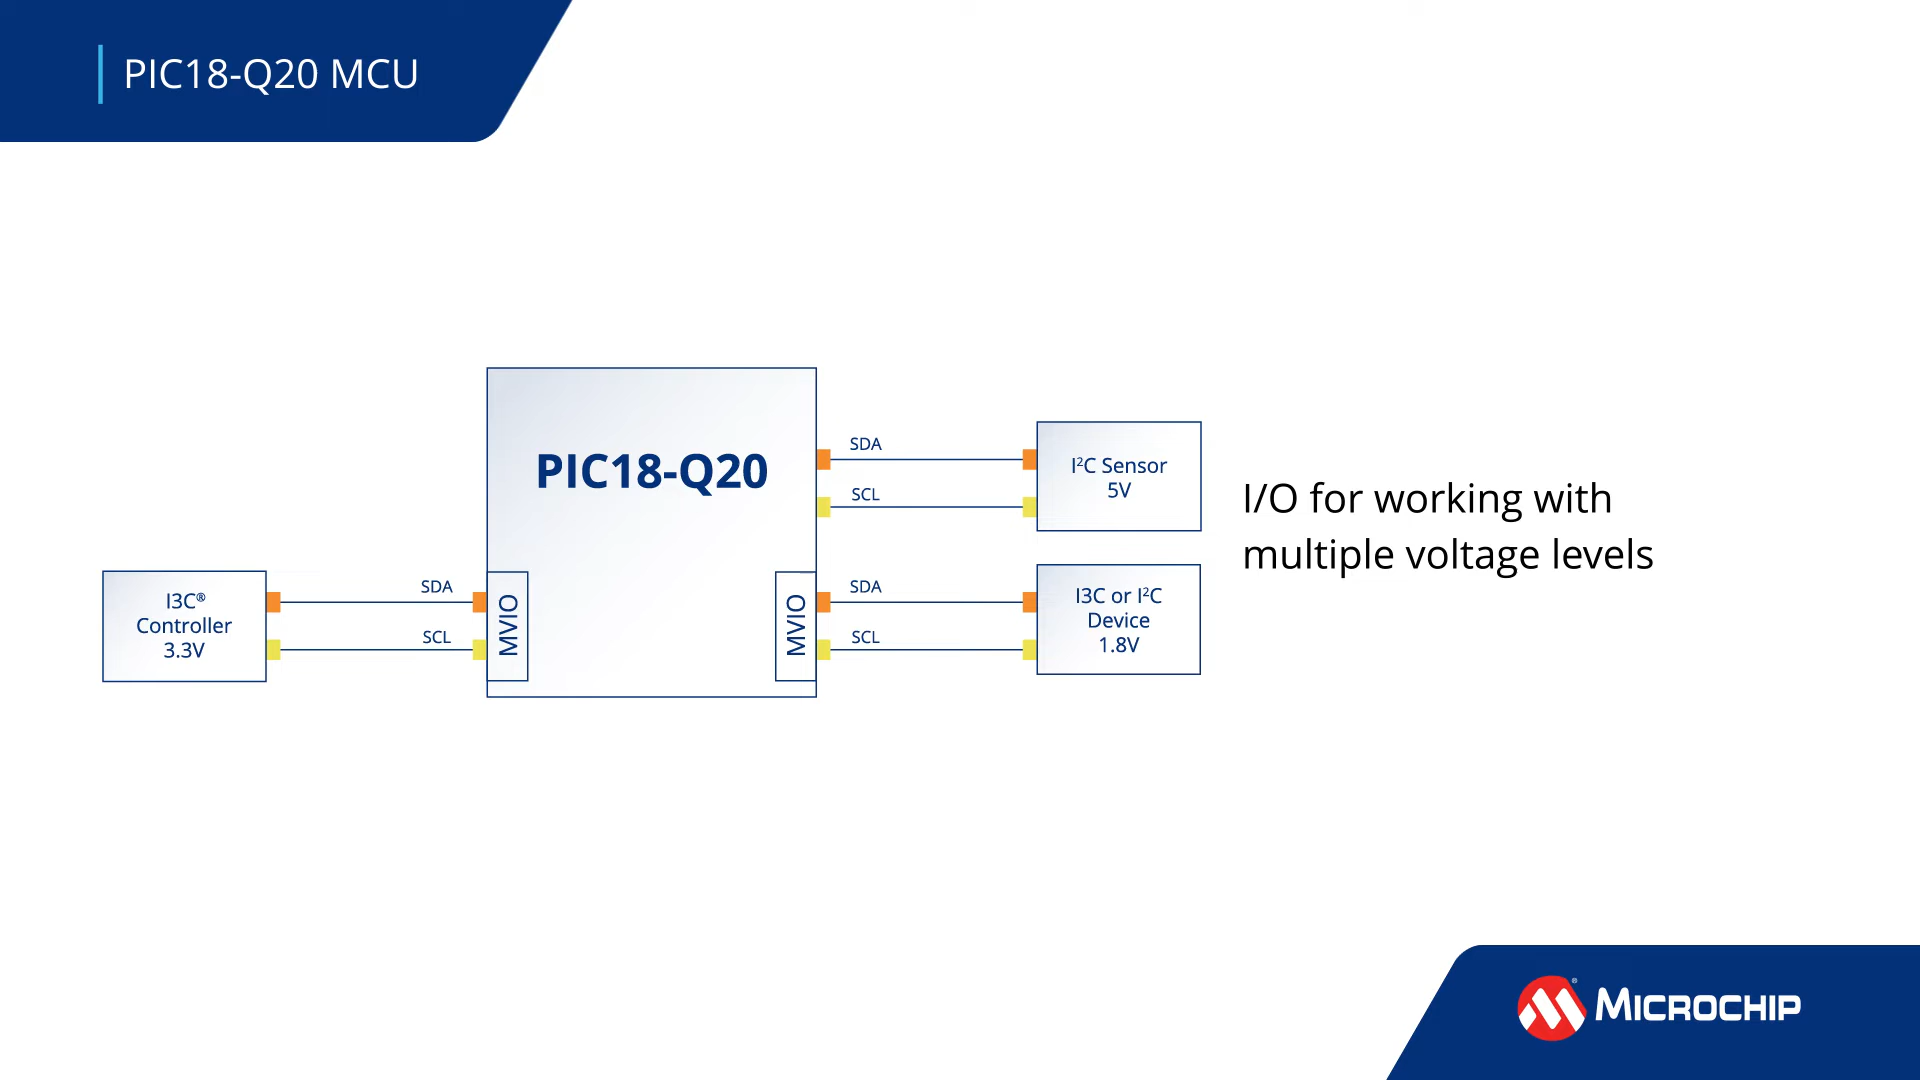 PIC18-Q20 MCU
PIC18-Q20
SDA
SCL
I²C Sensor
5V
I/O for working with
multiple voltage levels
I3C®
Controller
3.3V
SDA
SCL
MVIO
MVIO
SDA
SCL
I3C or I²C
Device
1.8V
MICROCHIP®